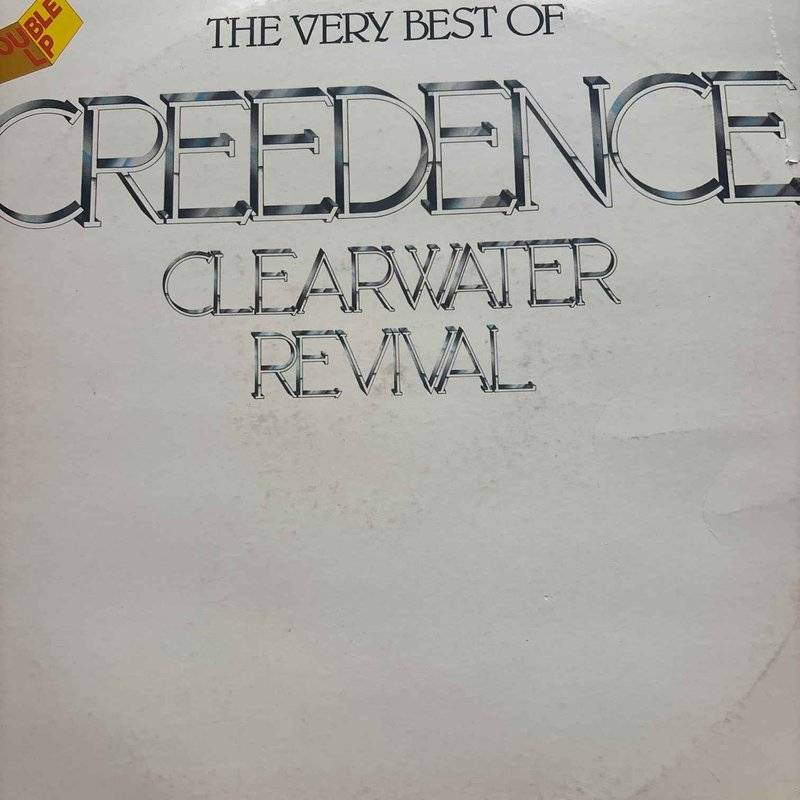 DOUBLE
LP
THE VERY BEST OF
CREEDENCE
CLEARWATER
REVIVAL